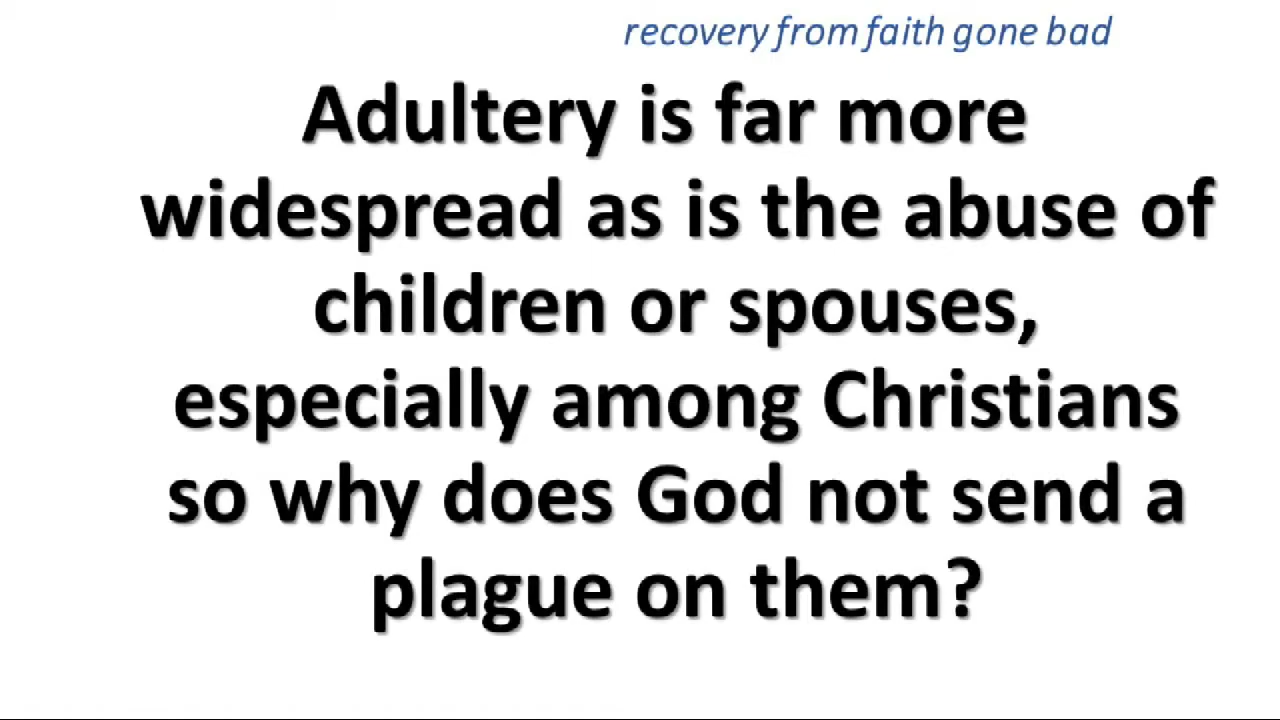 recovery from faith gone bad
Adultery is far more
widespread as is the abuse of
children or spouses,
especially among Christians
so why does God not send a
plague on them?